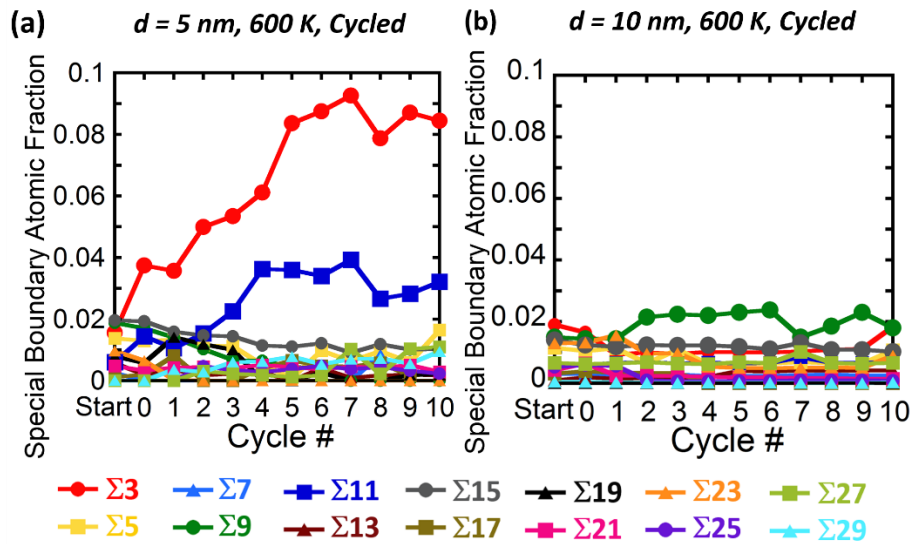 (a) d = 5 nm, 600 K, Cycled
Special Boundary Atomic Fraction
0.1
0.08
0.06
0.04
0.02
0
Start 0 1 2 3 4 5 6 7 8 9 10
Cycle #
(b) d = 10 nm, 600 K, Cycled
Special Boundary Atomic Fraction
0.1
0.08
0.06
0.04
0.02
0
Start 0 1 2 3 4 5 6 7 8 9 10
Cycle #
Σ3 Σ7 Σ11 Σ15 Σ19 Σ23 Σ27
Σ5 Σ9 Σ13 Σ17 Σ21 Σ25 Σ29